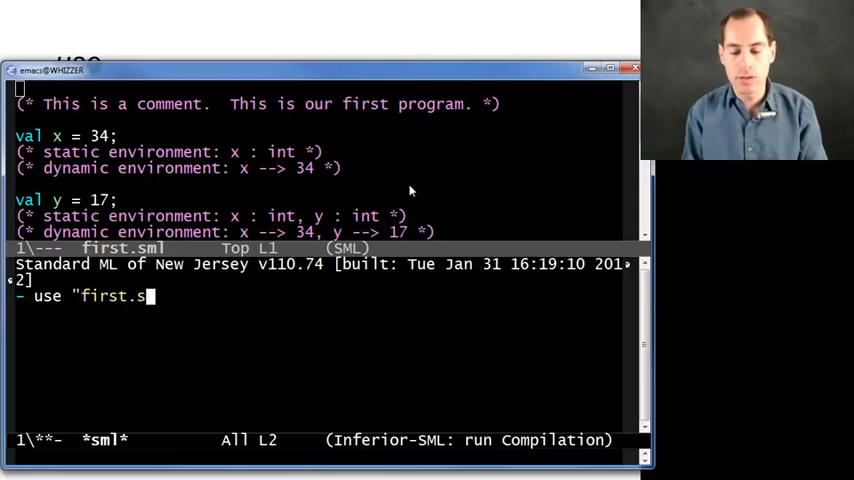 use
emacs@WHIZZER
(* This is a comment.  This is our first program. *)
val x = 34;
(* static environment: x : int *)
(* dynamic environment: x --> 34 *)
val y = 17;
(* static environment: x : int, y : int *)
(* dynamic environment: x --> 34, y --> 17 *)
1\---  first.sml      Top L1     (SML)
Standard ML of New Jersey v110.74 [built: Tue Jan 31 16:19:10 201
2]
- use "first.s
1\**-  *sml*          All L2     (Inferior-SML: run Compilation)